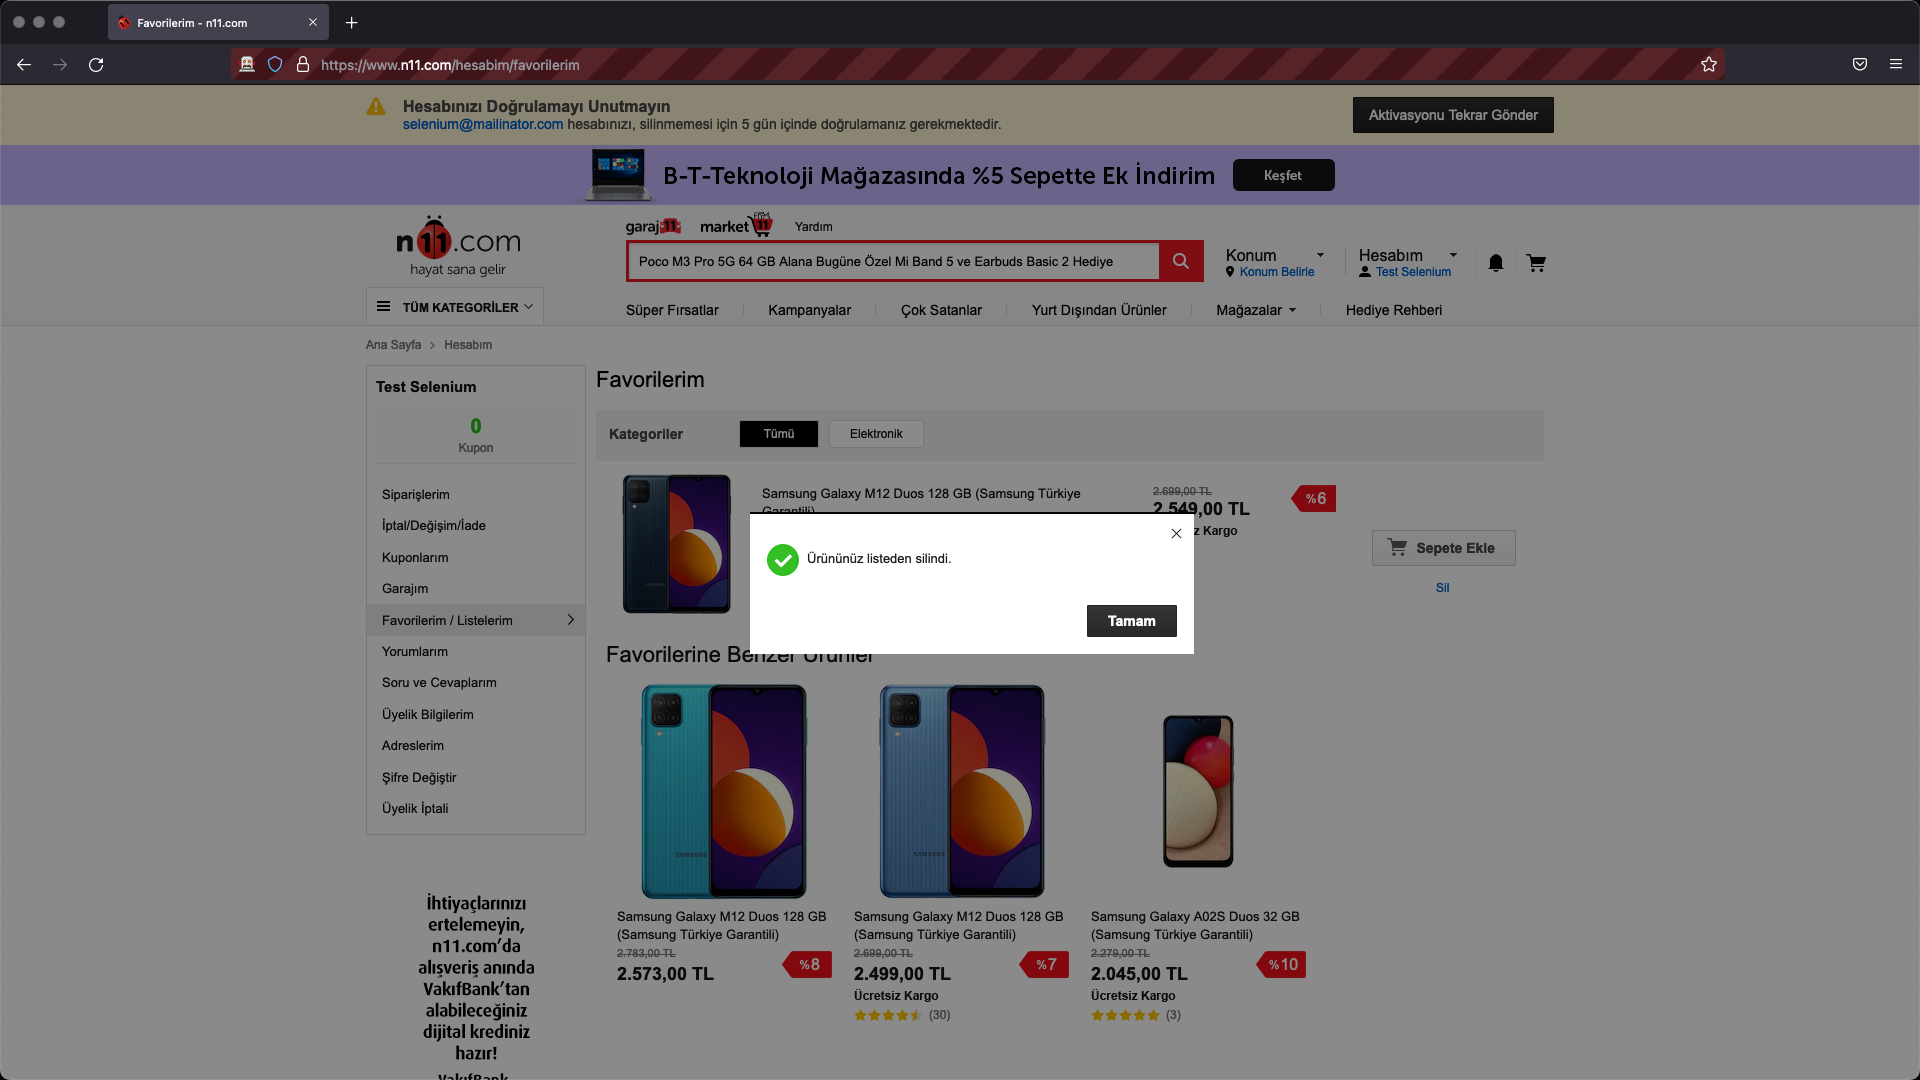 Favorilerim - n11.com
https://www.n11.com/hesabim/favorilerim
Hesabınızı Doğrulamayı Unutmayın
selenium@mailinator.com hesabınızı, silinmemesi için 5 gün içinde doğrulamanız gerekmektedir.
Aktivasyonu Tekrar Gönder
B-T-Teknoloji Mağazasında %5 Sepette Ek İndirim
Keşfet
n11.com
hayat sana gelir
garaj11
market 11
Yardım
Poco M3 Pro 5G 64 GB Alana Bugüne Özel Mi Band 5 ve Earbuds Basic 2 Hediye
Konum
Konum Belirle
Hesabım
Test Selenium
TÜM KATEGORİLER
Süper Fırsatlar
Kampanyalar
Çok Satanlar
Yurt Dışından Ürünler
Mağazalar
Hediye Rehberi
Ana Sayfa > Hesabım
Test Selenium
0
Kupon
Siparişlerim
İptal/Değişim/İade
Kuponlarım
Garajım
Favorilerim / Listelerim
Yorumlarım
Soru ve Cevaplarım
Üyelik Bilgilerim
Adreslerim
Şifre Değiştir
Üyelik İptali
İhtiyaçlarınızı
ertelemeyin,
n11.com'da
alışveriş anında
VakıfBank'tan
alabileceğiniz
dijital krediniz
hazır!
VakıfBank
Favorilerim
Kategoriler
Tümü
Elektronik
Samsung Galaxy M12 Duos 128 GB (Samsung Türkiye
Garantili)
2.699,00 TL
2.549,00 TL
z Kargo
%6
Sepete Ekle
Sil
Ürününüz listeden silindi.
Tamam
Favorilerine Benzer Ürünler
SAMSUNG
SAMSUNG
Samsung Galaxy M12 Duos 128 GB
(Samsung Türkiye Garantili)
2.783,00 TL
2.573,00 TL
%8
Samsung Galaxy M12 Duos 128 GB
(Samsung Türkiye Garantili)
2.699,00 TL
2.499,00 TL
%7
Ücretsiz Kargo
(30)
Samsung Galaxy A02S Duos 32 GB
(Samsung Türkiye Garantili)
2.279,00 TL
2.045,00 TL
%10
Ücretsiz Kargo
(3)